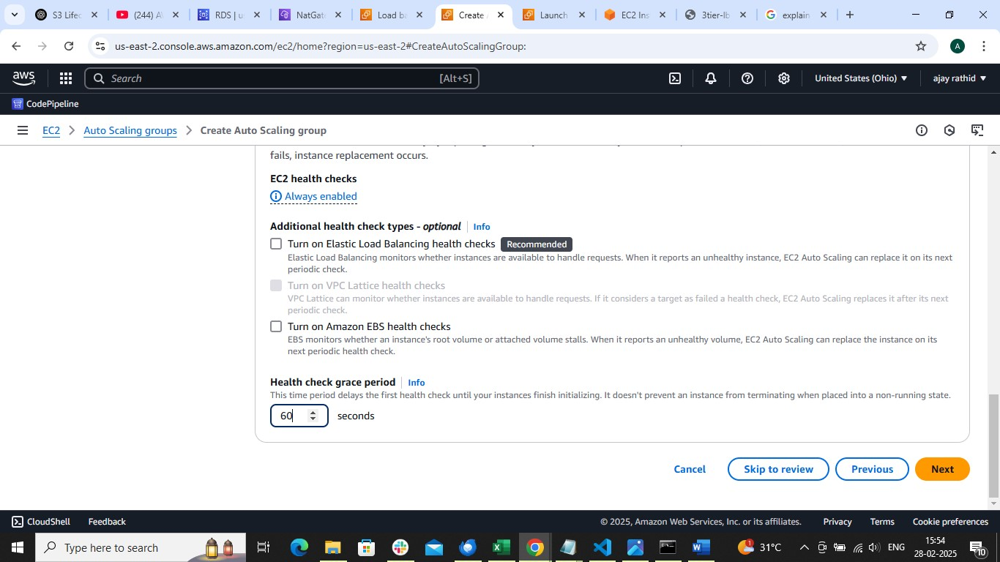 S3 Lifec
(244) A
RDS | u
NatGat
Load ba
Create A
Launch
EC2 Ins
3tier-lb
explain
us-east-2.console.aws.amazon.com/ec2/home?region=us-east-2#CreateAutoScalingGroup:
A
aws
Search
[Alt+S]
United States (Ohio)
ajay rathid
CodePipeline
EC2
Auto Scaling groups
Create Auto Scaling group
fails, instance replacement occurs.
EC2 health checks
Always enabled
Additional health check types - optional
Info
Turn on Elastic Load Balancing health checks
Recommended
Elastic Load Balancing monitors whether instances are available to handle requests. When it reports an unhealthy instance, EC2 Auto Scaling can replace it on its next
periodic check.
Turn on VPC Lattice health checks
VPC Lattice can monitor whether instances are available to handle requests. If it considers a target as failed a health check, EC2 Auto Scaling replaces it after its next
periodic check.
Turn on Amazon EBS health checks
EBS monitors whether an instance's root volume or attached volume stalls. When it reports an unhealthy volume, EC2 Auto Scaling can replace the instance on its
next periodic health check.
Health check grace period
Info
This time period delays the first health check until your instances finish initializing. It doesn't prevent an instance from terminating when placed into a non-running state.
60
seconds
Cancel
Skip to review
Previous
Next
CloudShell
Feedback
© 2025, Amazon Web Services, Inc. or its affiliates.
Privacy
Terms
Cookie preferences
Type here to search
1
31°C
ENG
15:54
28-02-2025
10